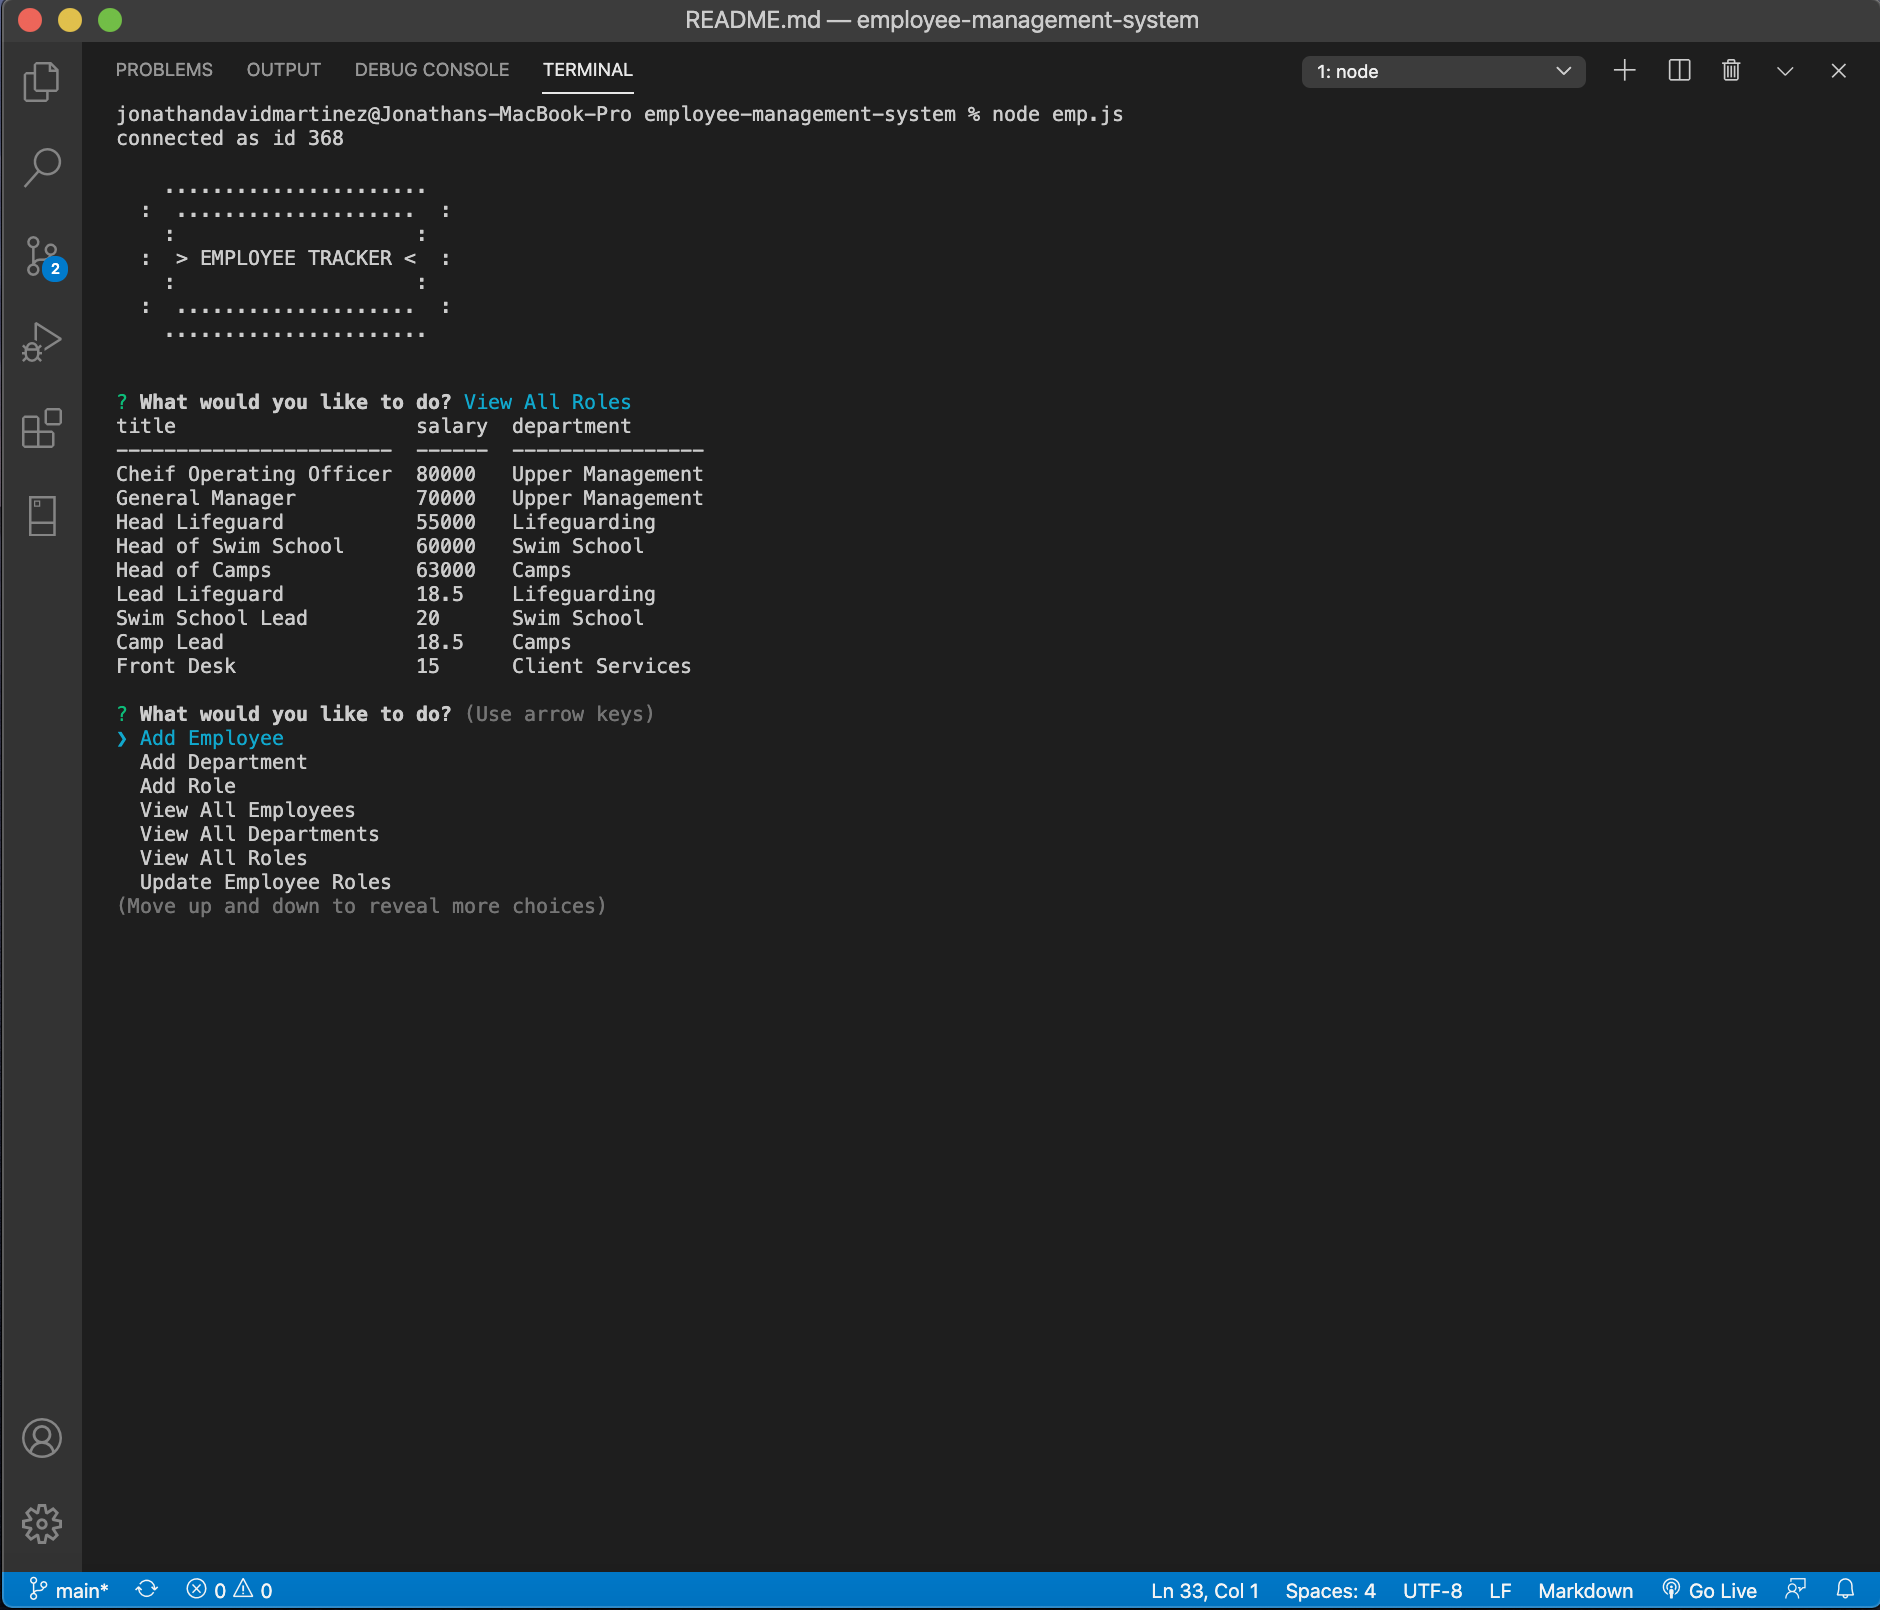 README.md — employee-management-system
PROBLEMS OUTPUT DEBUG CONSOLE TERMINAL 1: node
jonathandavidmartinez@Jonathans-MacBook-Pro employee-management-system % node emp.js
connected as id 368
......................
: .................... :
: :
: > EMPLOYEE TRACKER < :
: :
: .................... :
......................
? What would you like to do? View All Roles
title salary department
----------------------- ------ ----------------
Cheif Operating Officer 80000 Upper Management
General Manager 70000 Upper Management
Head Lifeguard 55000 Lifeguarding
Head of Swim School 60000 Swim School
Head of Camps 63000 Camps
Lead Lifeguard 18.5 Lifeguarding
Swim School Lead 20 Swim School
Camp Lead 18.5 Camps
Front Desk 15 Client Services
? What would you like to do? (Use arrow keys)
❯ Add Employee
Add Department
Add Role
View All Employees
View All Departments
View All Roles
Update Employee Roles
(Move up and down to reveal more choices)
2
main* 0 0 Ln 33, Col 1 Spaces: 4 UTF-8 LF Markdown Go Live